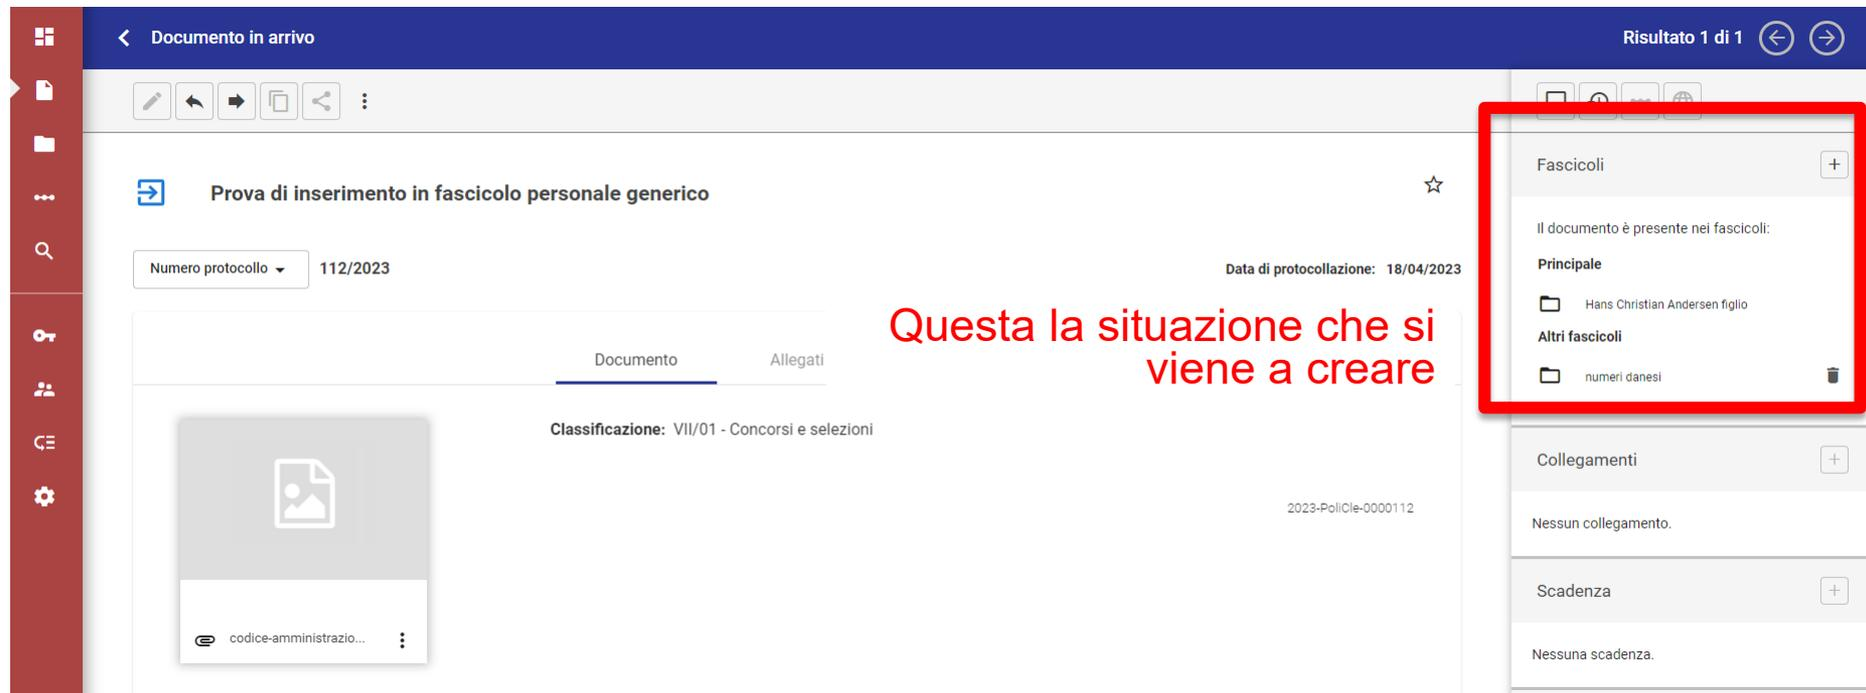 Documento in arrivo
Risultato 1 di 1
Prova di inserimento in fascicolo personale generico
Numero protocollo 112/2023
Data di protocollazione: 18/04/2023
Questa la situazione che si
viene a creare
Documento Allegati
Classificazione: VII/01 - Concorsi e selezioni
2023-PoliCle-0000112
codice-amministrazio...
Fascicoli
Il documento è presente nei fascicoli:
Principale
Hans Christian Andersen figlio
Altri fascicoli
numeri danesi
Collegamenti
Nessun collegamento.
Scadenza
Nessuna scadenza.